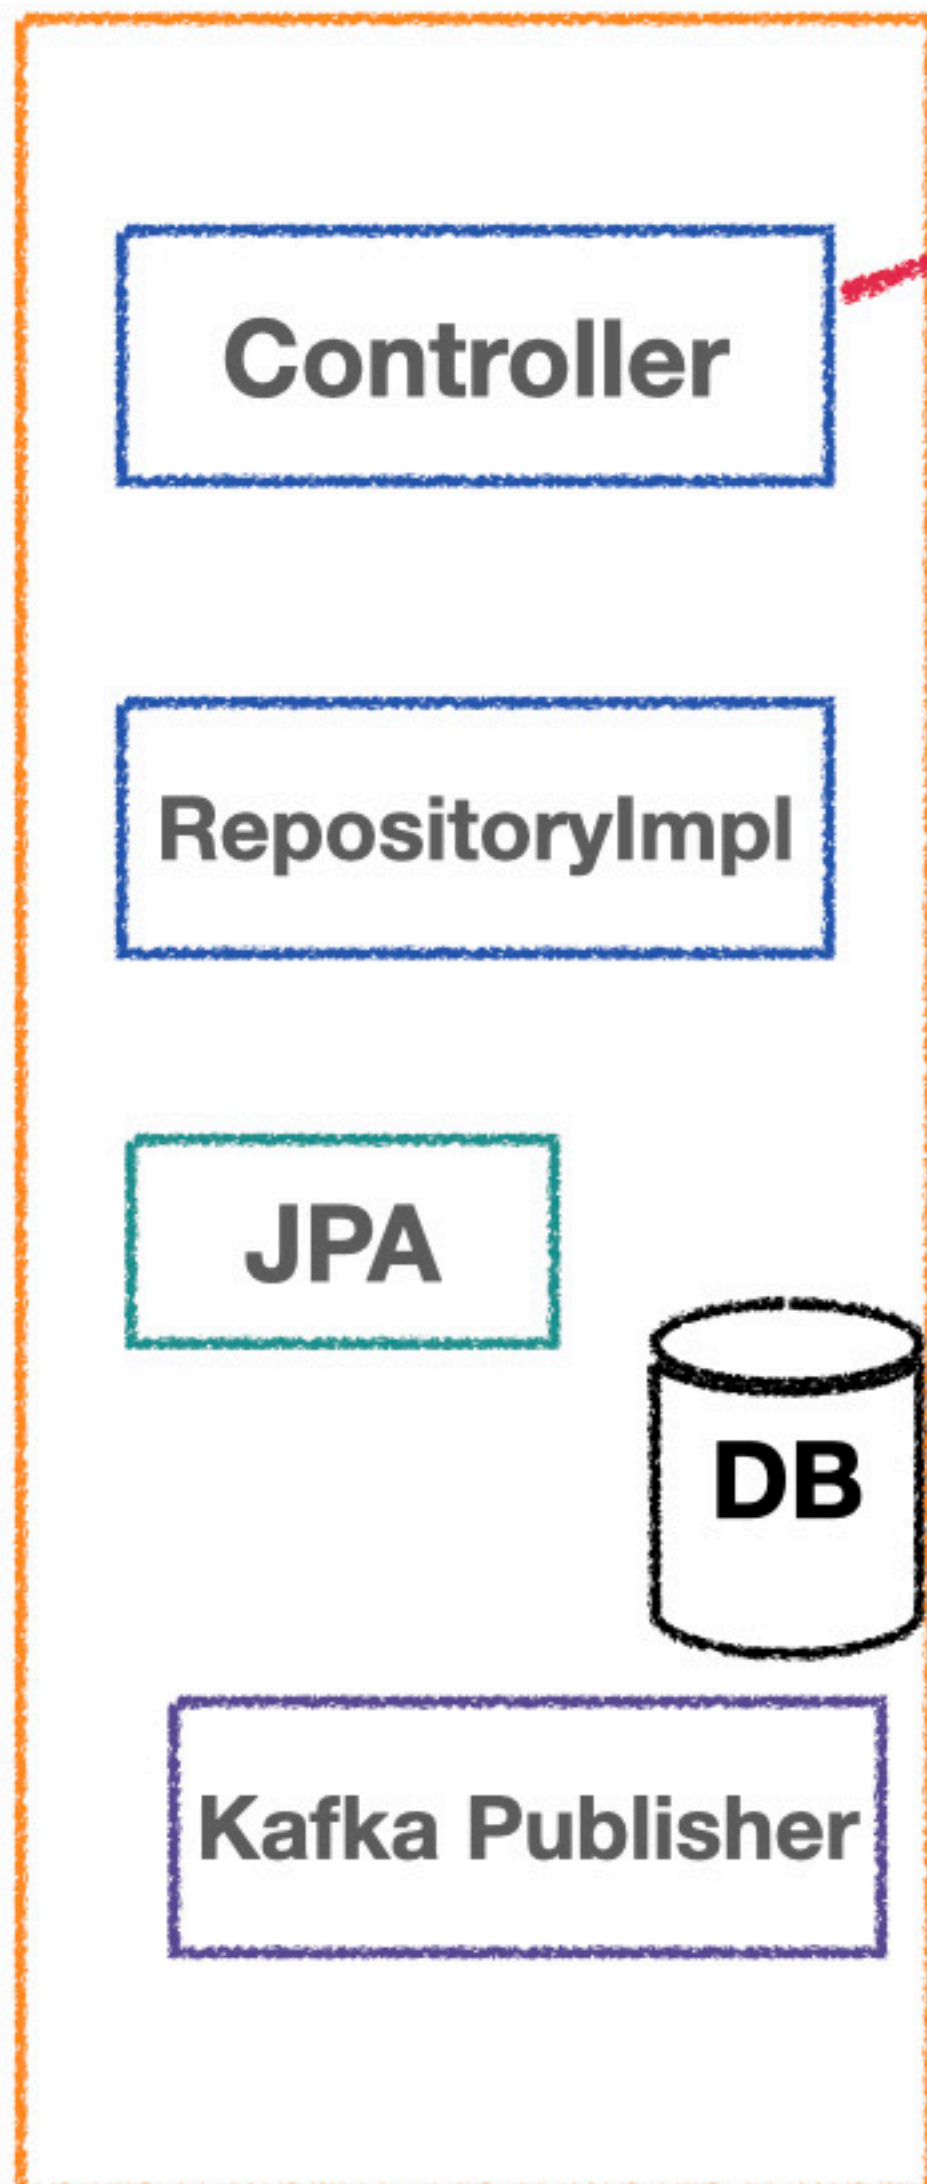 Controller
RepositoryImpl
JPA
DB
Kafka Publisher